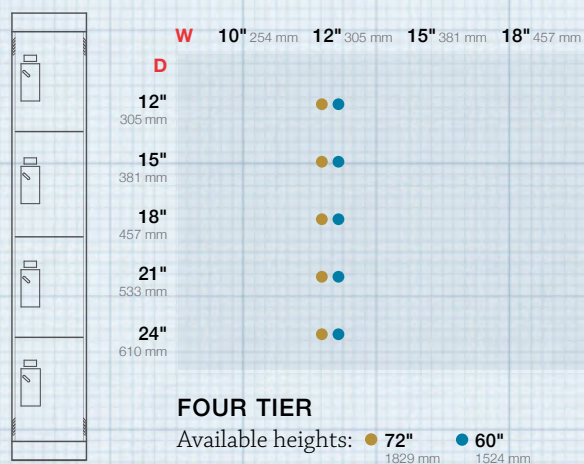 W 10" 254 mm 12" 305 mm 15" 381 mm 18" 457 mm
D
12"
305 mm
15"
381 mm
18"
457 mm
21"
533 mm
24"
610 mm
FOUR TIER
Available heights: 72" 60"
1829 mm 1524 mm